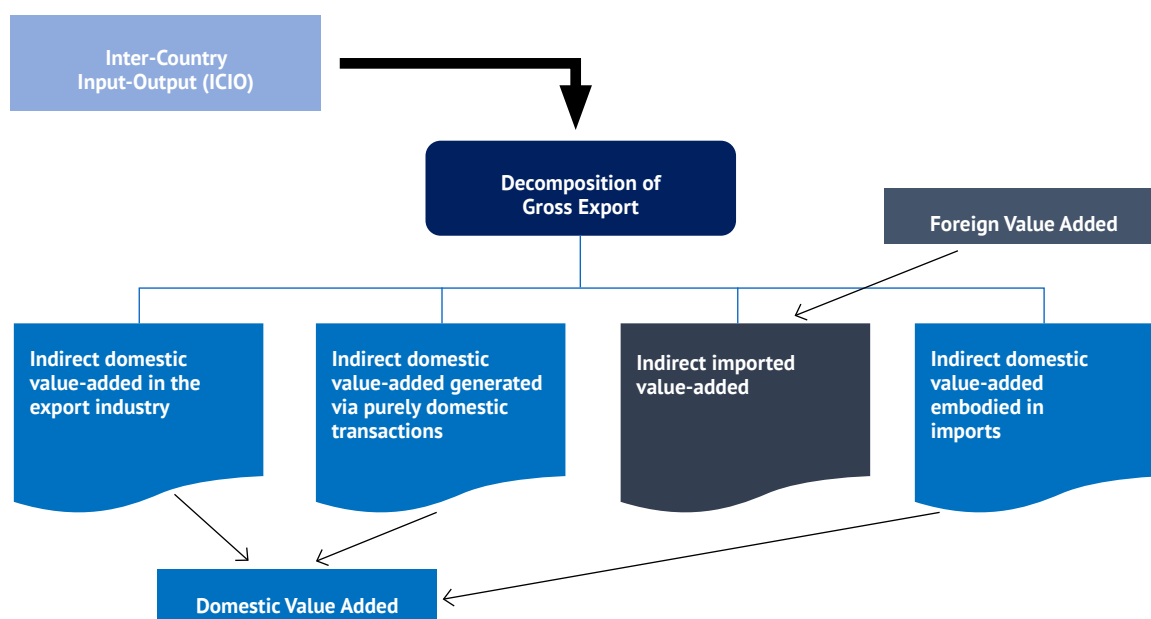 Inter-Country
Input-Output (ICIO)
Decomposition of
Gross Export
Foreign Value Added
Indirect domestic
value-added in the
export industry
Indirect domestic
value-added generated
via purely domestic
transactions
Indirect imported
value-added
Indirect domestic
value-added
embodied in
imports
Domestic Value Added